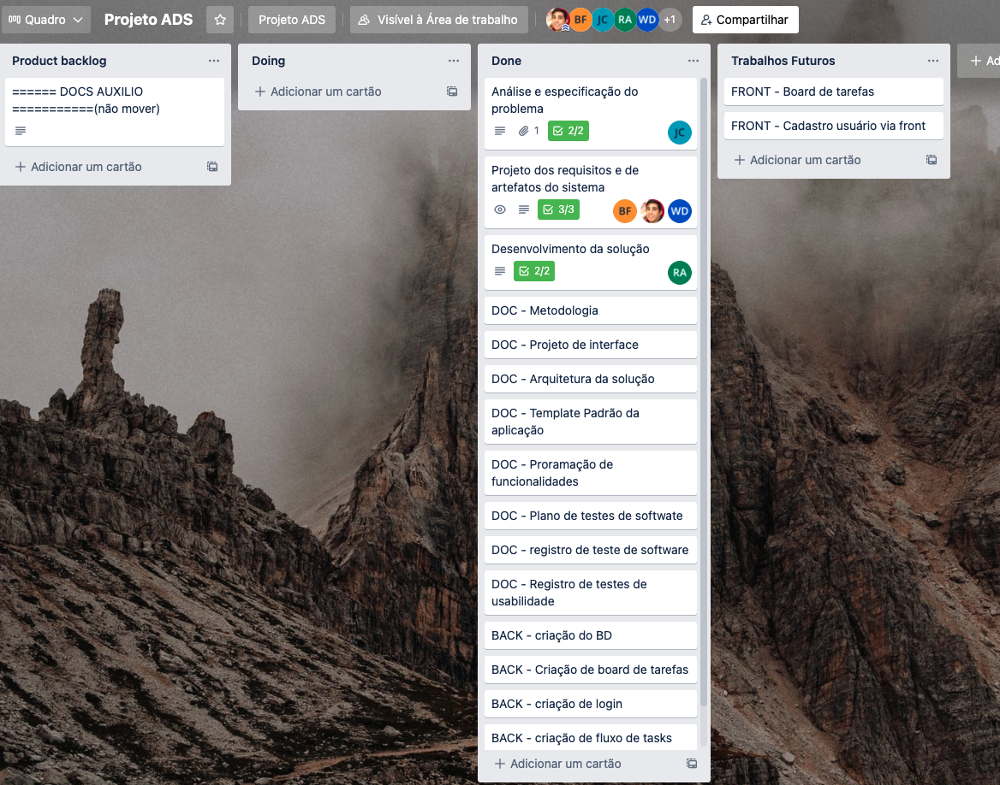 Quadro
Projeto ADS
Projeto ADS
Visível à Área de trabalho
BF
JC
RA
WD
+1
Compartilhar
Product backlog
====== DOCS AUXILIO
===========(não mover)
Adicionar um cartão
Doing
Adicionar um cartão
Done
Análise e especificação do
problema
1
2/2
JC
Projeto dos requisitos e de
artefatos do sistema
3/3
BF
WD
Desenvolvimento da solução
2/2
RA
DOC - Metodologia
DOC - Projeto de interface
DOC - Arquitetura da solução
DOC - Template Padrão da
aplicação
DOC - Proramação de
funcionalidades
DOC - Plano de testes de softwate
DOC - registro de teste de software
DOC - Registro de testes de
usabilidade
BACK - criação do BD
BACK - Criação de board de tarefas
BACK - criação de login
BACK - criação de fluxo de tasks
Adicionar um cartão
Trabalhos Futuros
FRONT - Board de tarefas
FRONT - Cadastro usuário via front
Adicionar um cartão
Ad